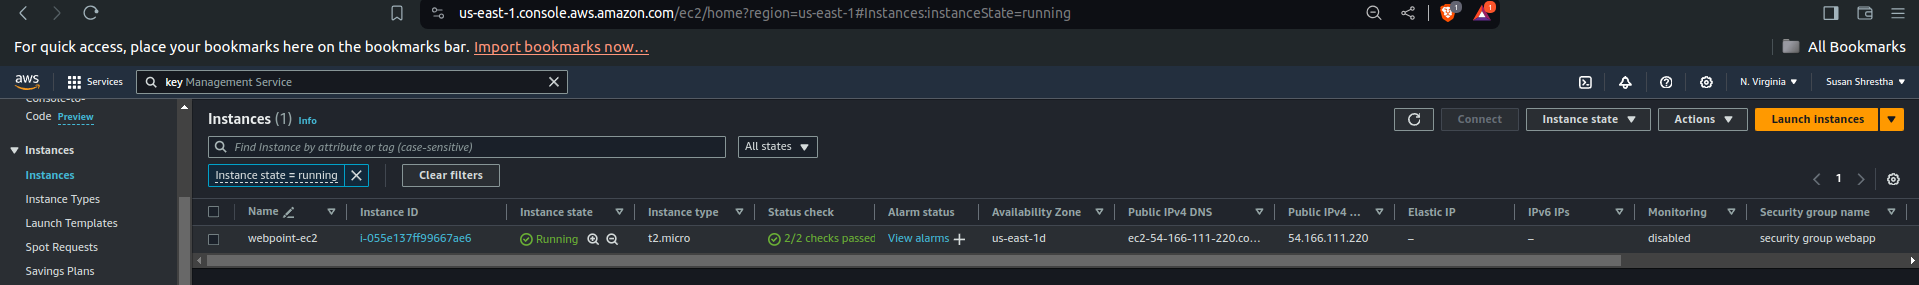 us-east-1.console.aws.amazon.com/ec2/home?region=us-east-1#Instances:instanceState=running
1
1
For quick access, place your bookmarks here on the bookmarks bar. Import bookmarks now...
All Bookmarks
aws
Services
key Management Service
N. Virginia
Susan Shrestha
Console-to-
Code Preview
Instances
Instances
Instance Types
Launch Templates
Spot Requests
Savings Plans
Instances (1) Info
Connect
Instance state
Actions
Launch instances
Find Instance by attribute or tag (case-sensitive)
All states
Instance state = running
Clear filters
1
Name Instance ID Instance state Instance type Status check Alarm status Availability Zone Public IPv4 DNS Public IPv4 ... Elastic IP IPv6 IPs Monitoring Security group name
webpoint-ec2 i-055e137ff99667ae6 Running t2.micro 2/2 checks passed View alarms + us-east-1d ec2-54-166-111-220.co... 54.166.111.220 – – disabled security group webapp